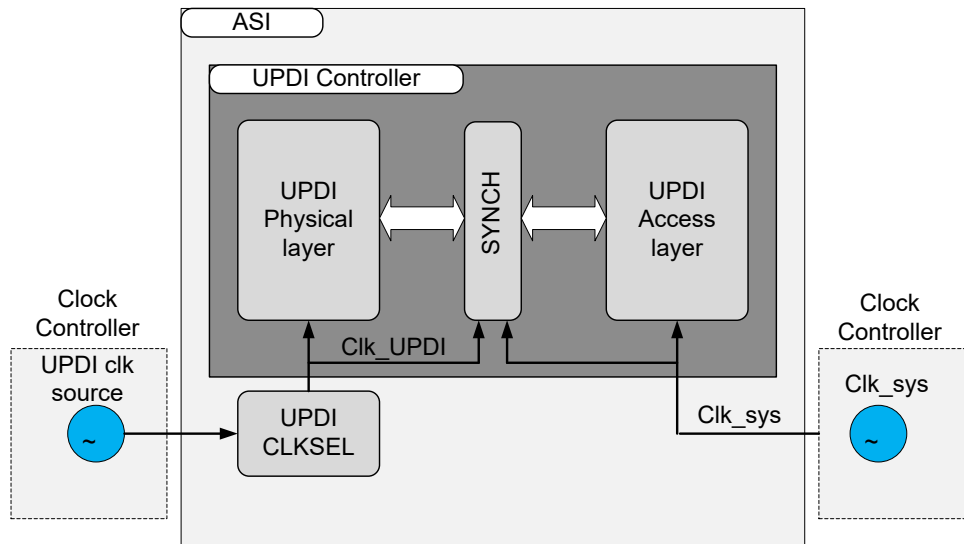 ASI
UPDI Controller
UPDI
Physical
layer
SYNCH
UPDI
Access
layer
Clock
Controller
UPDI clk
source
~
Clk_UPDI
UPDI
CLKSEL
Clk_sys
Clock
Controller
Clk_sys
~